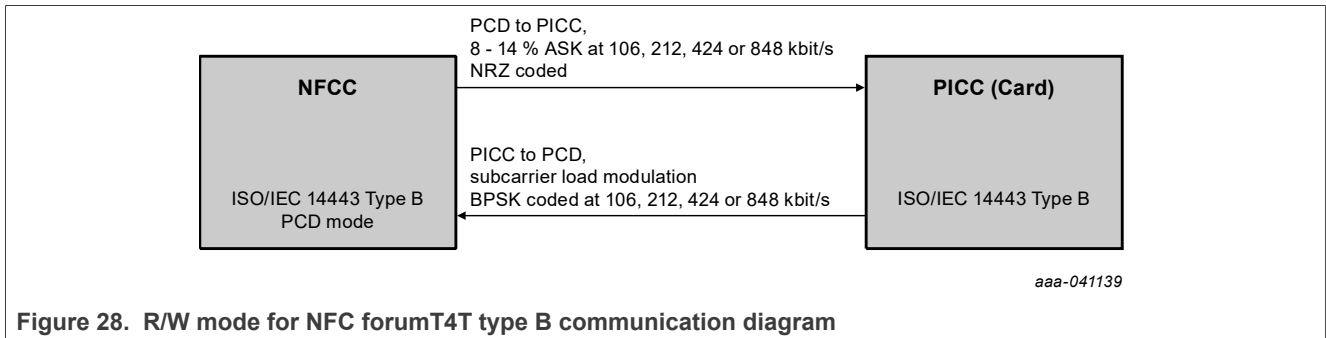 PCD to PICC,
8 - 14 % ASK at 106, 212, 424 or 848 kbit/s
NRZ coded
NFCC
PICC (Card)
PICC to PCD,
subcarrier load modulation
BPSK coded at 106, 212, 424 or 848 kbit/s
ISO/IEC 14443 Type B
PCD mode
ISO/IEC 14443 Type B
aaa-041139
Figure 28. R/W mode for NFC forumT4T type B communication diagram